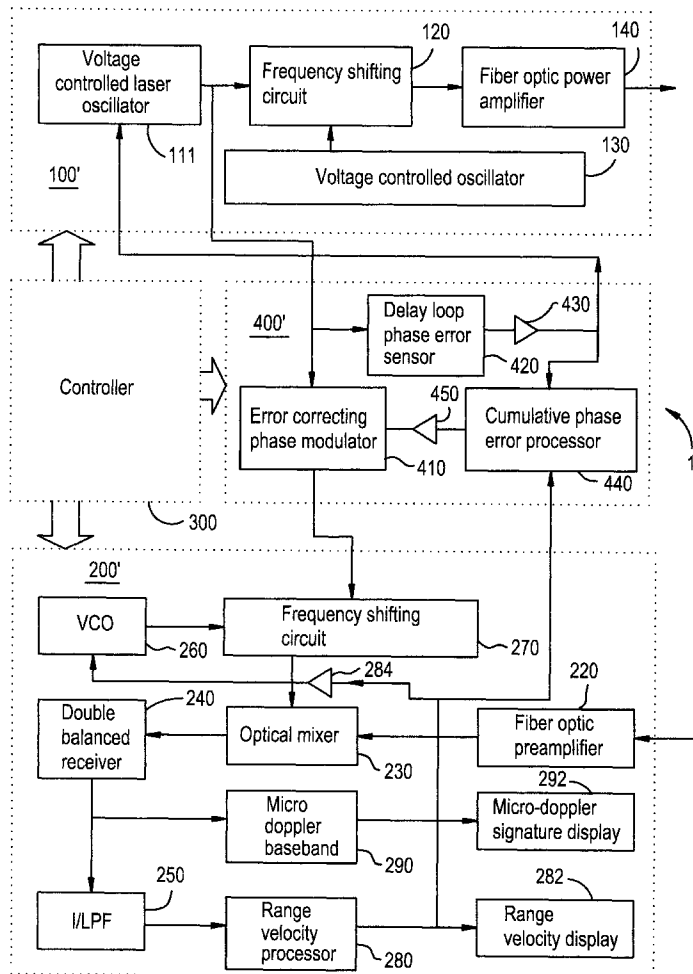 Voltage
controlled laser
oscillator
111
120
Frequency shifting
circuit
140
Fiber optic power
amplifier
130
Voltage controlled oscillator
100'
400'
Delay loop
phase error
sensor
420
430
Controller
300
Error correcting
phase modulator
410
450
Cumulative phase
error processor
440
1
200'
VCO
260
Frequency shifting
circuit
270
284
240
Double
balanced
receiver
Optical mixer
230
220
Fiber optic
preamplifier
Micro
doppler
baseband
290
292
Micro-doppler
signature display
250
I/LPF
Range
velocity
processor
280
282
Range
velocity display